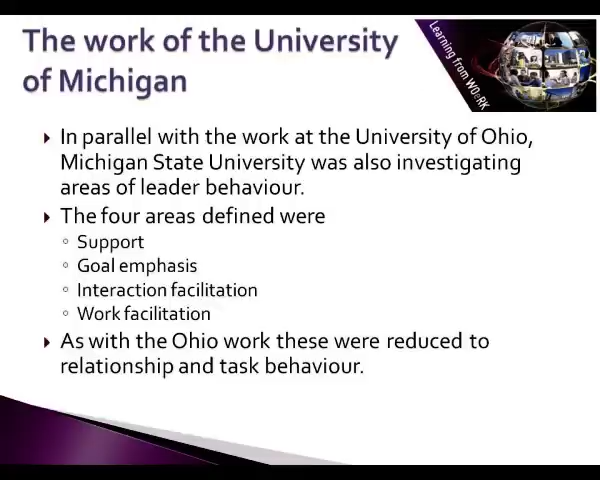 The work of the University
of Michigan
Learning from WOeRK
In parallel with the work at the University of Ohio,
Michigan State University was also investigating
areas of leader behaviour.
The four areas defined were
Support
Goal emphasis
Interaction facilitation
Work facilitation
As with the Ohio work these were reduced to
relationship and task behaviour.